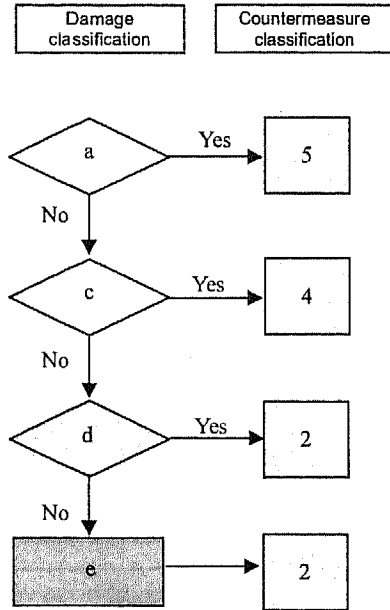 Damage
classification
Countermeasure
classification
a
Yes
5
No
c
Yes
4
No
d
Yes
2
No
e
2